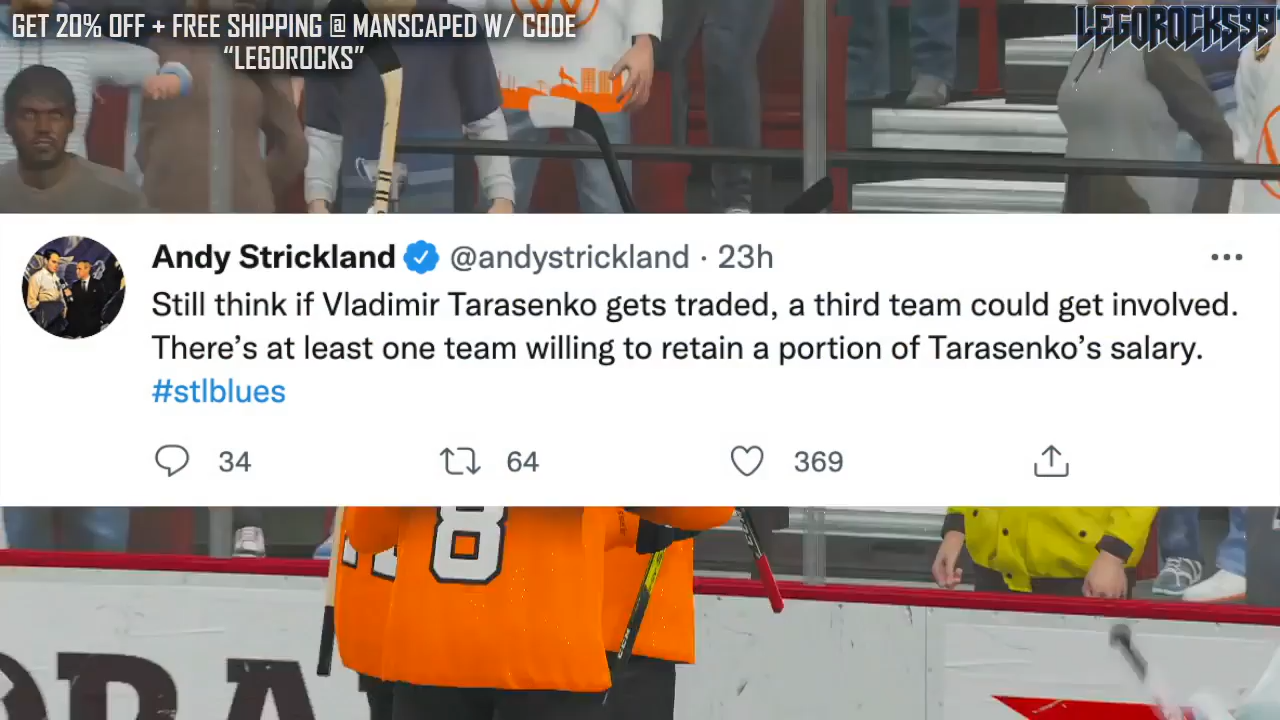 GET 20% OFF + FREE SHIPPING @ MANSCAPED W/ CODE
"LEGOROCKS"
LEGOROCKS99
Andy Strickland @andystrickland · 23h
Still think if Vladimir Tarasenko gets traded, a third team could get involved.
There’s at least one team willing to retain a portion of Tarasenko’s salary.
#stlblues
34 64 369
8
CCM